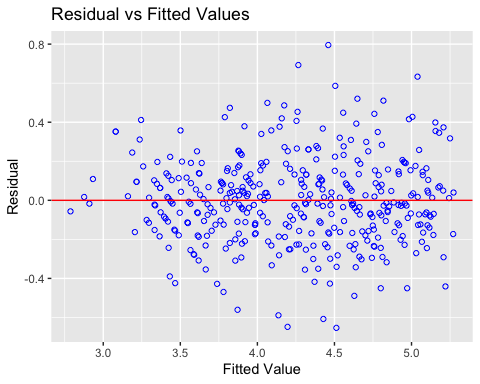 Residual vs Fitted Values
Residual
0.8
0.4
0.0
-0.4
3.0 3.5 4.0 4.5 5.0
Fitted Value